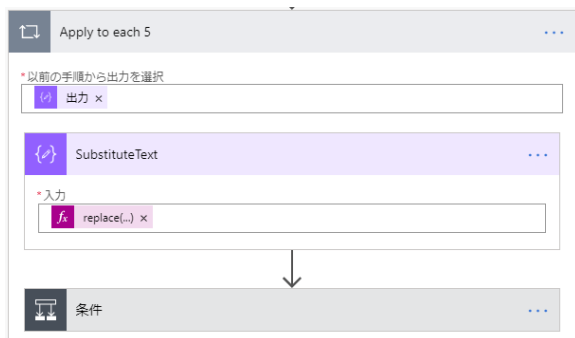 Apply to each 5
*以前の手順から出力を選択
出力 ×
SubstituteText
*入力
fx replace(...) ×
条件